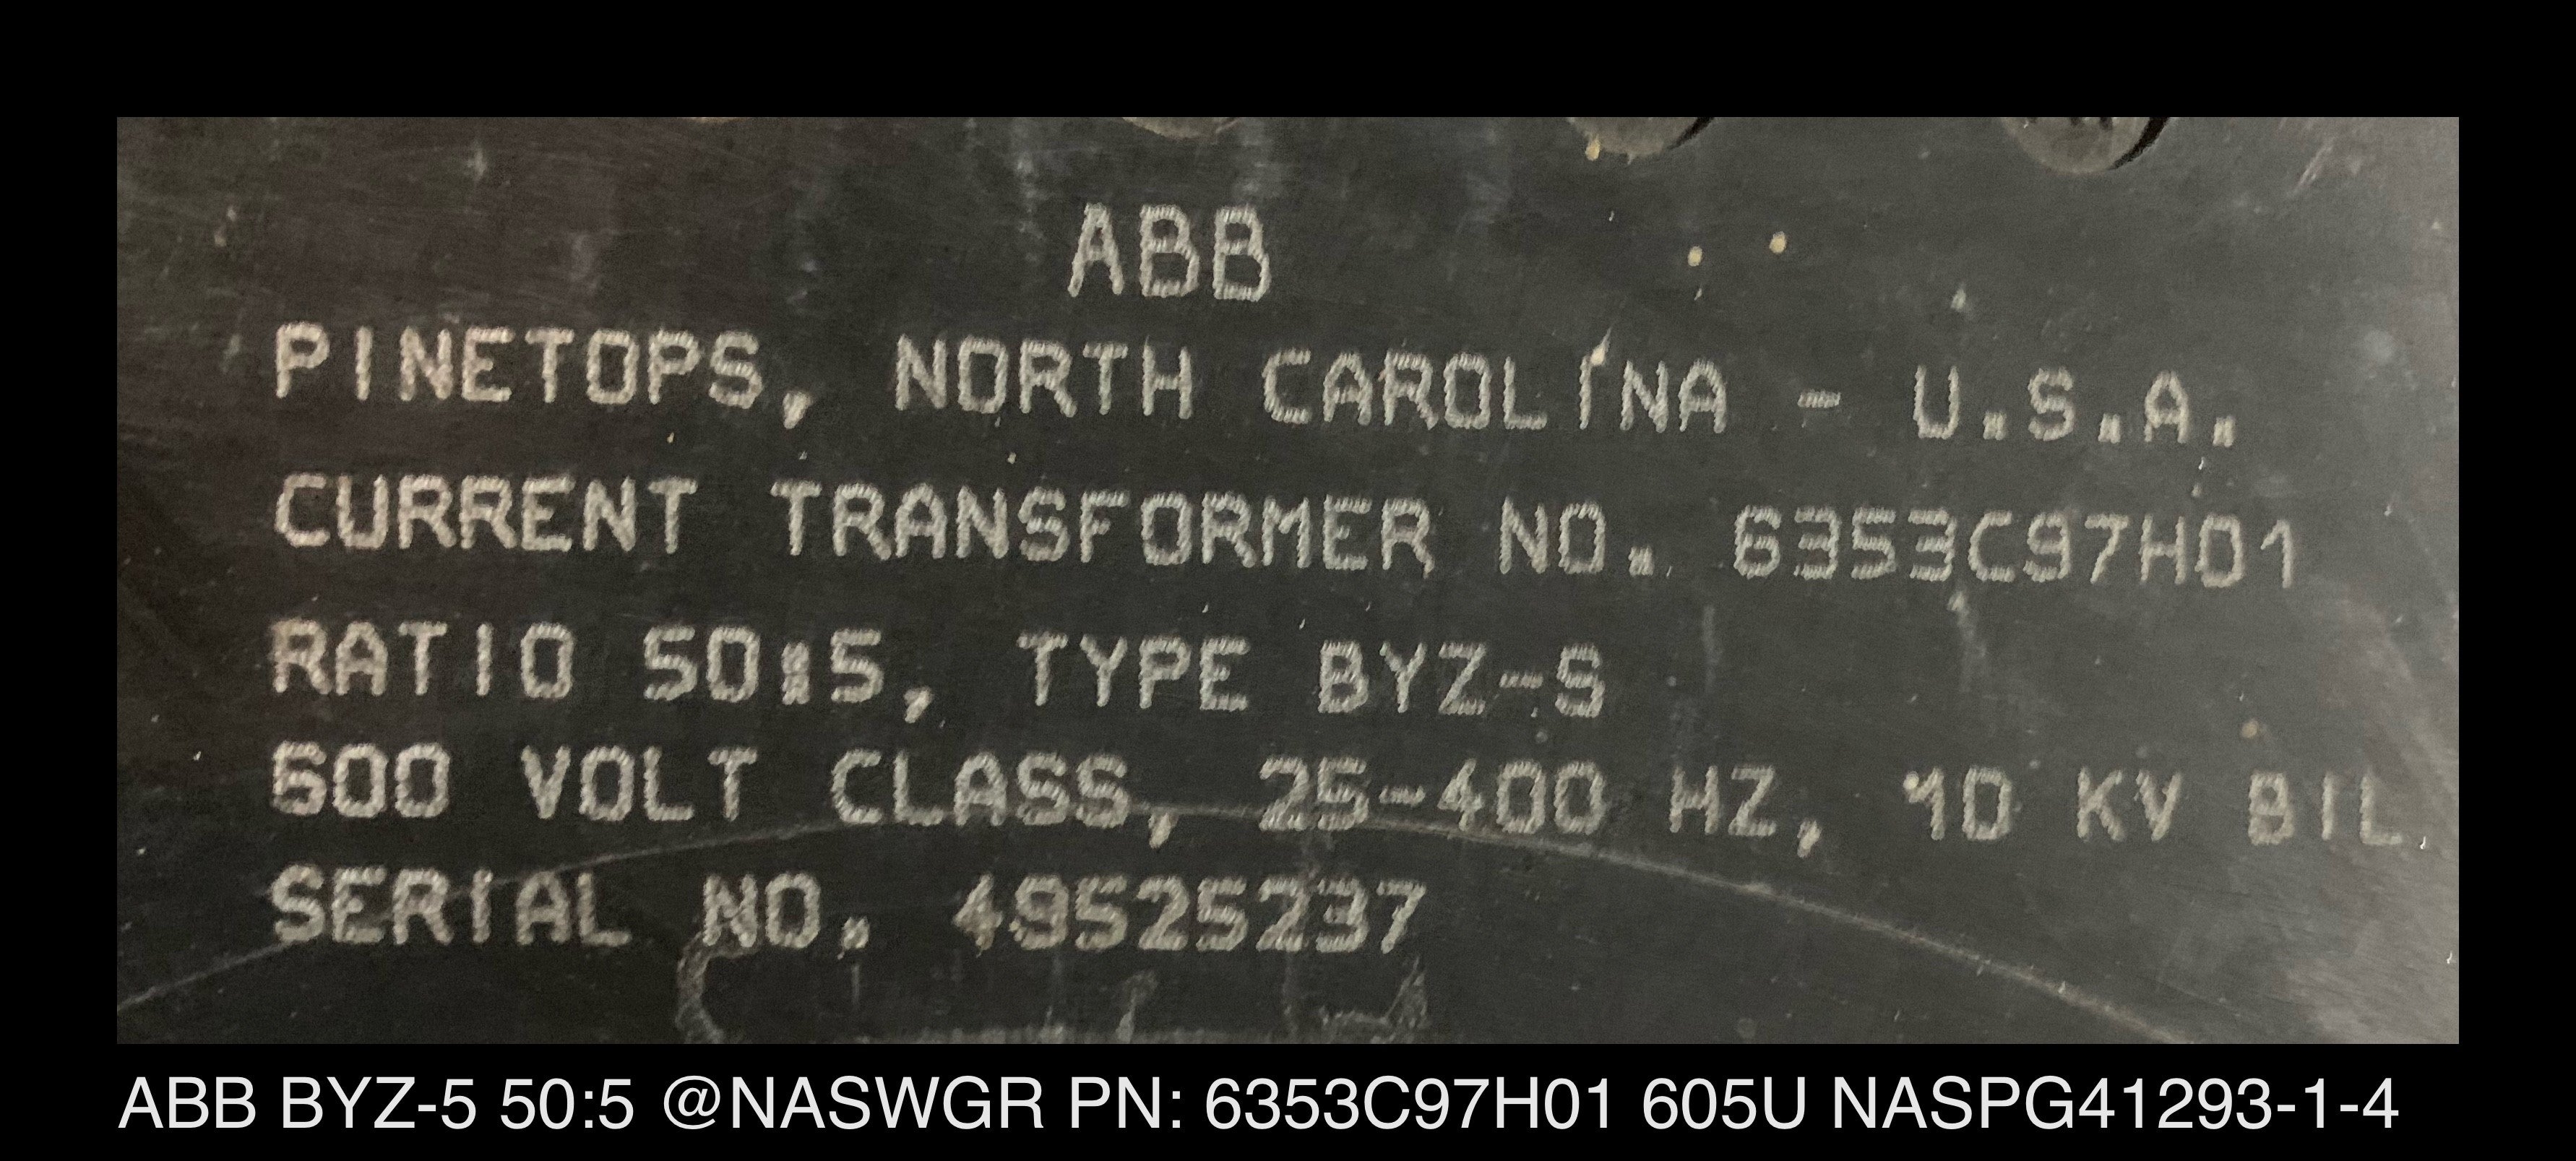 ABB
PINETOPS, NORTH CAROLINA - U.S.A.
CURRENT TRANSFORMER NO. 6353C97H01
RATIO 50:5, TYPE BYZ-S
600 VOLT CLASS, 25-400 HZ, 10 KV BIL
SERIAL NO. 49525237
ABB BYZ-5 50:5 @NASWGR PN: 6353C97H01 605U NASPG41293-1-4